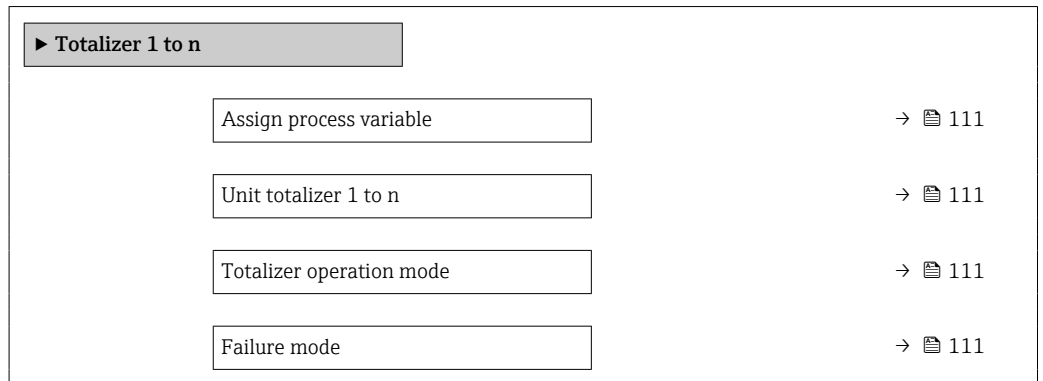 ▶ Totalizer 1 to n
Assign process variable → 111
Unit totalizer 1 to n → 111
Totalizer operation mode → 111
Failure mode → 111